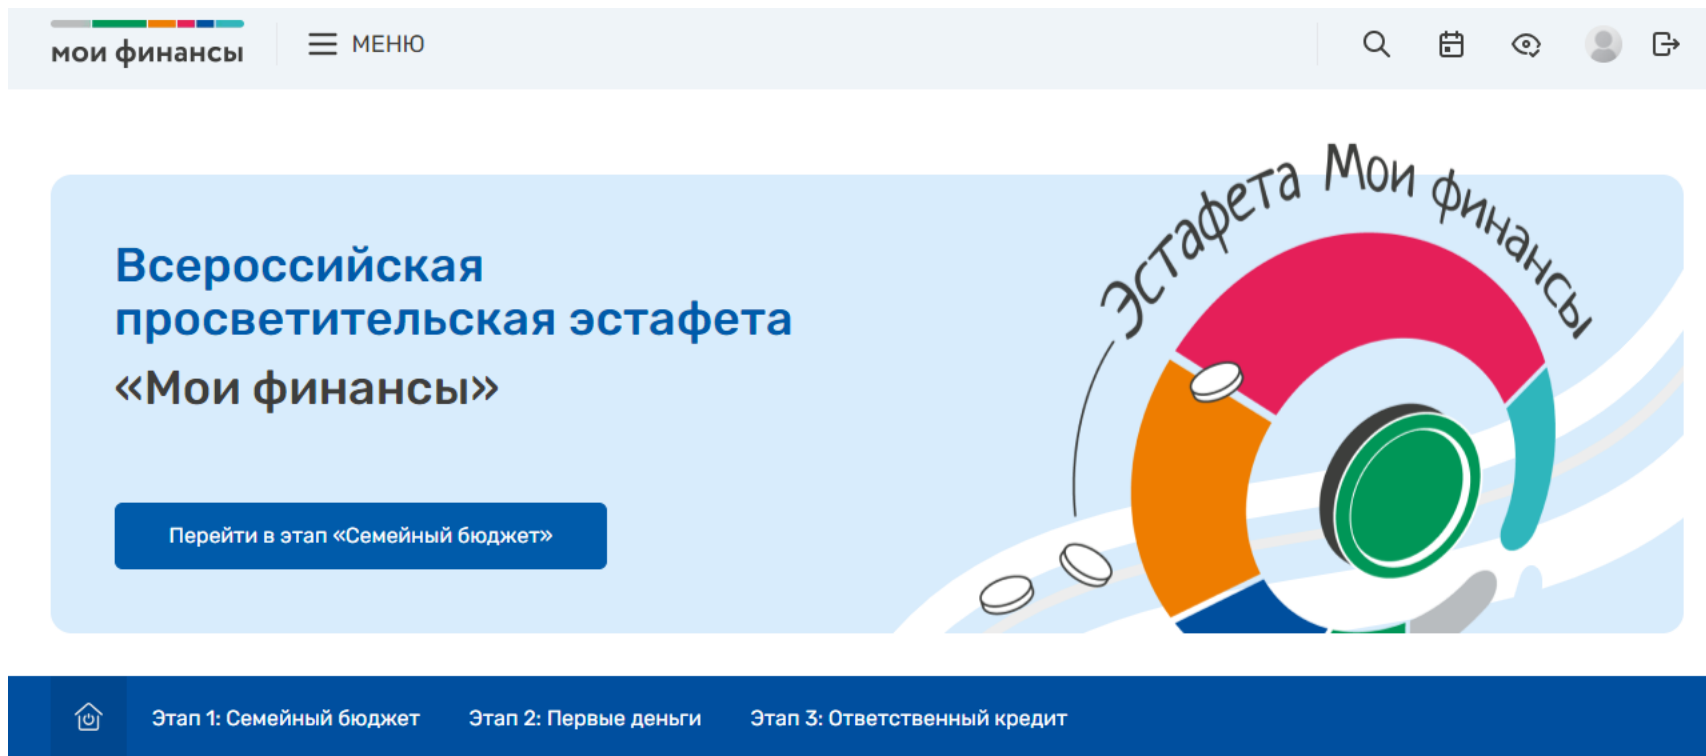 мои финансы
МЕНЮ
Эстафета Мои финансы
Всероссийская
просветительская эстафета
«Мои финансы»
Перейти в этап «Семейный бюджет»
Этап 1: Семейный бюджет
Этап 2: Первые деньги
Этап 3: Ответственный кредит